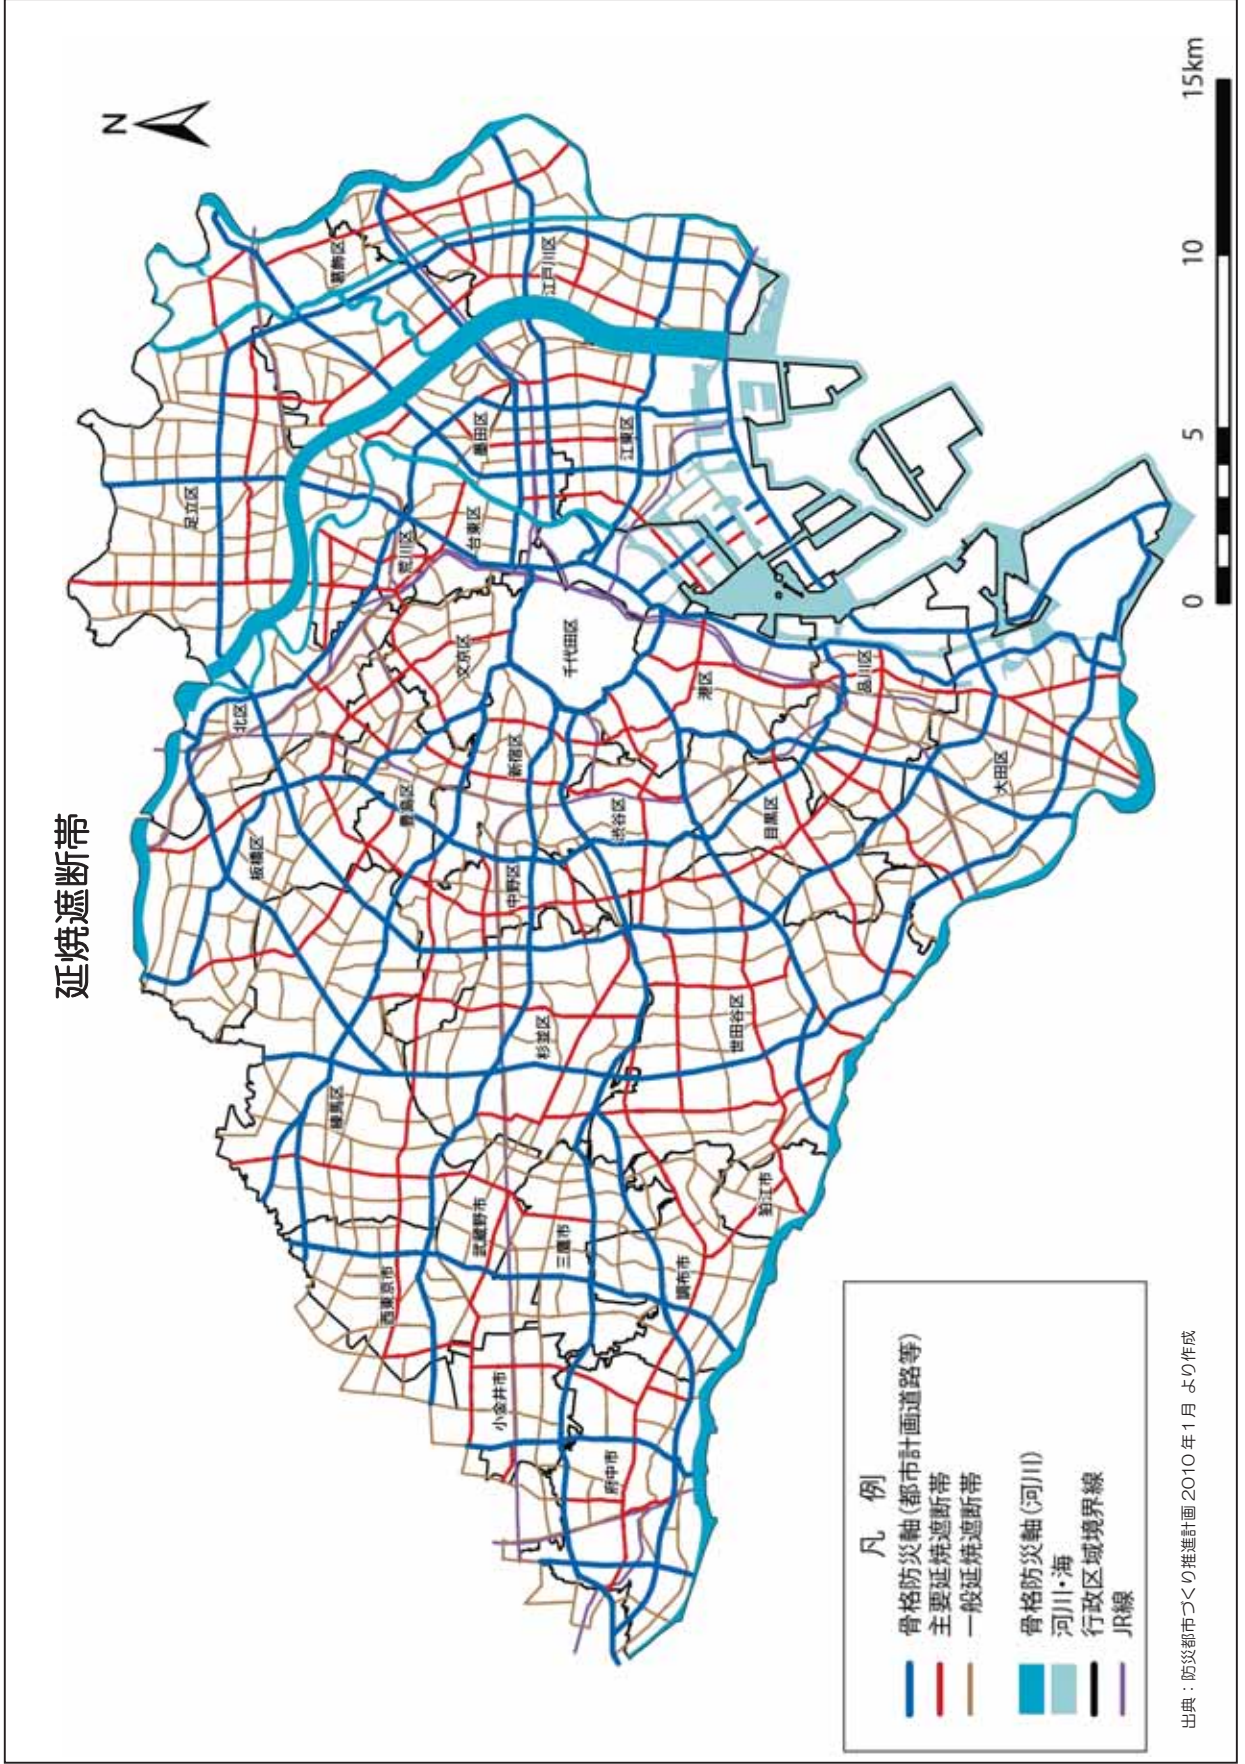 延焼遮断帯
N
足立区
葛飾区
北区
荒川区
板橋区
台東区
墨田区
江戸川区
文京区
豊島区
練馬区
千代田区
新宿区
中野区
江東区
杉並区
渋谷区
港区
西東京市
武蔵野市
三鷹市
目黒区
世田谷区
品川区
小金井市
調布市
狛江市
府中市
大田区
凡 例
骨格防災軸(都市計画道路等)
主要延焼遮断帯
一般延焼遮断帯
骨格防災軸(河川)
河川・海
行政区域境界線
JR線
0 5 10 15km
出典：防災都市づくり推進計画 2010年1月 より作成